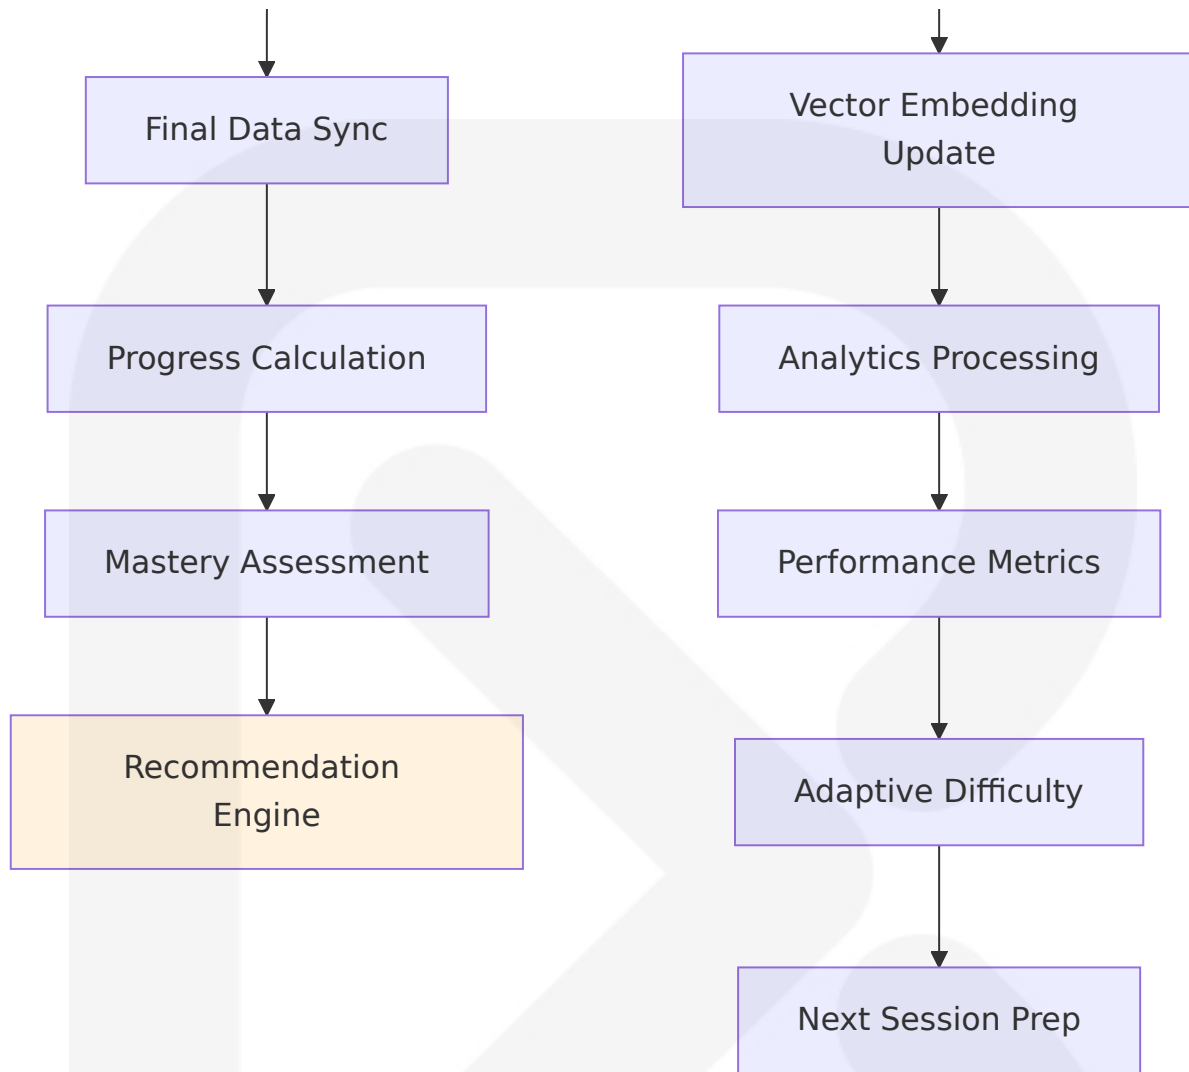 Final Data Sync
Progress Calculation
Mastery Assessment
Recommendation
Engine
Vector Embedding
Update
Analytics Processing
Performance Metrics
Adaptive Difficulty
Next Session Prep